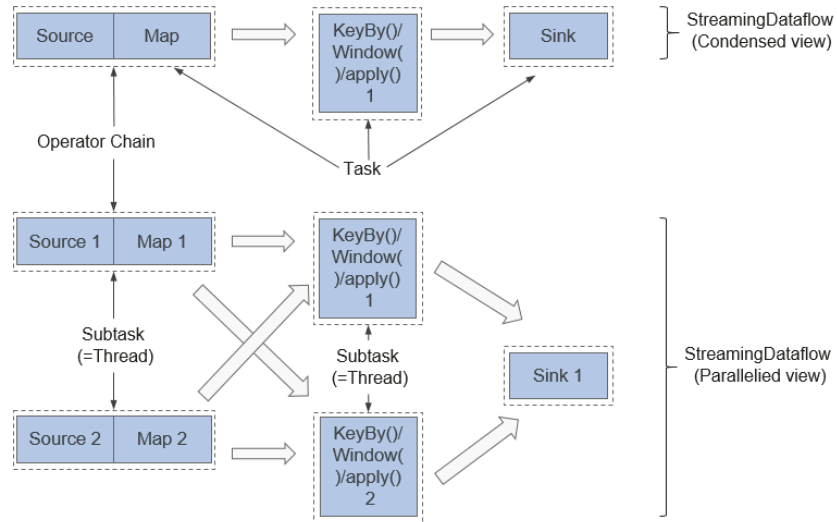 Source
Map
KeyBy()/
Window(
)/apply()
1
Sink
StreamingDataflow
(Condensed view)
Operator Chain
Task
Source 1
Map 1
KeyBy()/
Window(
)/apply()
1
Subtask
(=Thread)
Subtask
(=Thread)
Sink 1
StreamingDataflow
(Parallelied view)
Source 2
Map 2
KeyBy()/
Window(
)/apply()
2